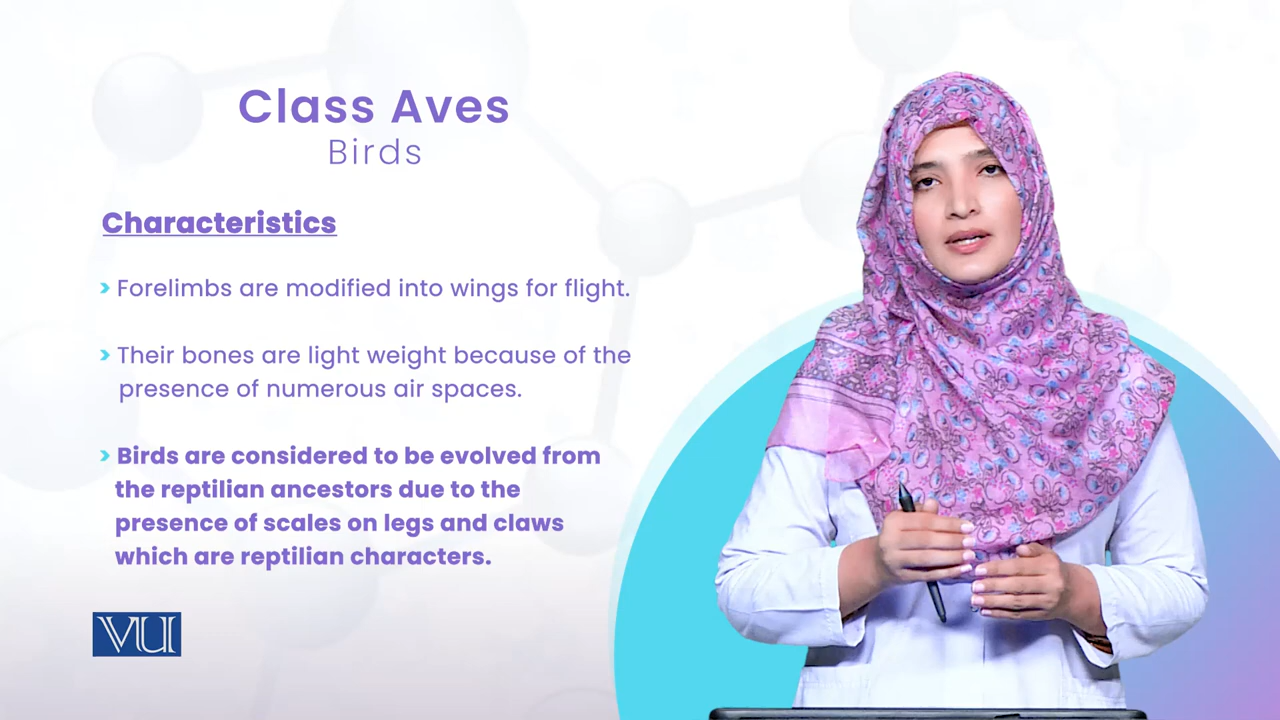 Class Aves
Birds
Characteristics
› Forelimbs are modified into wings for flight.
› Their bones are light weight because of the
presence of numerous air spaces.
› Birds are considered to be evolved from
the reptilian ancestors due to the
presence of scales on legs and claws
which are reptilian characters.
VU